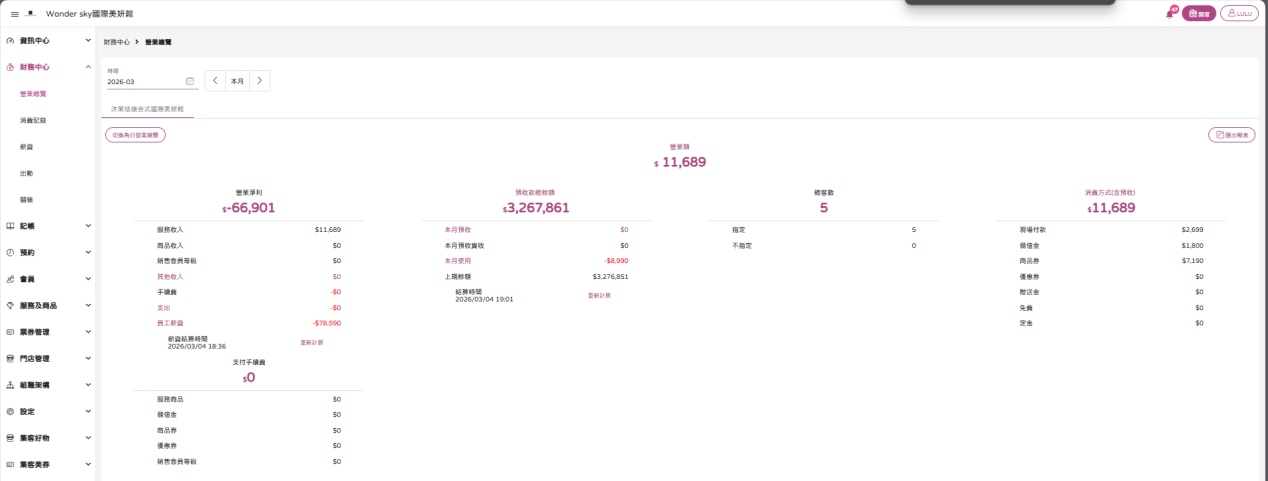 Wonder sky國際美妍館
47
開單
LULU
資訊中心
財務中心
營業總覽
消費記錄
薪資
出勤
關帳
記帳
預約
會員
服務及商品
票券管理
門店管理
組織架構
設定
集客好物
集客美券
財務中心 > 營業總覽
時間
2026-03
本月
沐萊瑅複合式國際美妍館
切換為日營業總覽
匯出報表
營業額
$ 11,689
營業淨利
$-66,901
服務收入 $11,689
商品收入 $0
銷售會員等級 $0
其他收入 $0
手續費 -$0
支出 -$0
員工薪資 -$78,590
薪資結算時間
2026/03/04 18:36
重新計算
支付手續費
$0
服務商品 $0
儲值金 $0
商品券 $0
優惠券 $0
銷售會員等級 $0
預收款總餘額
$3,267,861
本月預收 $0
本月預收實收 $0
本月使用 -$8,990
上期餘額 $3,276,851
結算時間
2026/03/04 19:01
重新計算
總客數
5
指定 5
不指定 0
消費方式(含預收)
$11,689
現場付款 $2,699
儲值金 $1,800
商品券 $7,190
優惠券 $0
贈送金 $0
免費 $0
定金 $0